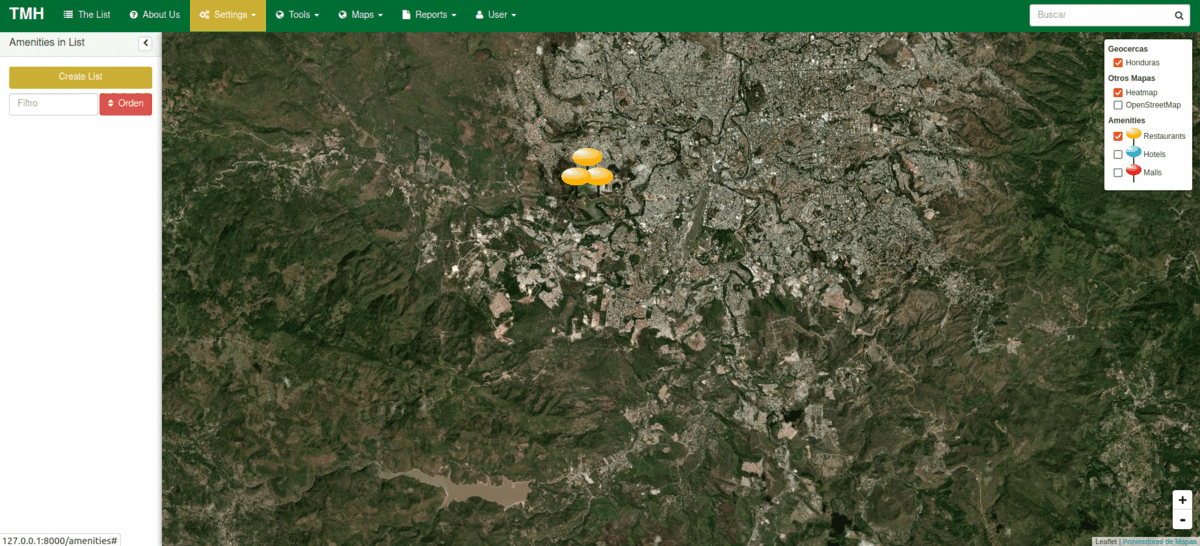 TMH The List About Us Settings Tools Maps Reports User Buscar
Amenities in List
Create List
Filtro Orden
Geocercas
Honduras
Otros Mapas
Heatmap
OpenStreetMap
Amenities
Restaurants
Hotels
Malls
+
-
127.0.0.1:8000/amenities#
Leaflet | Proveedores de Mapas